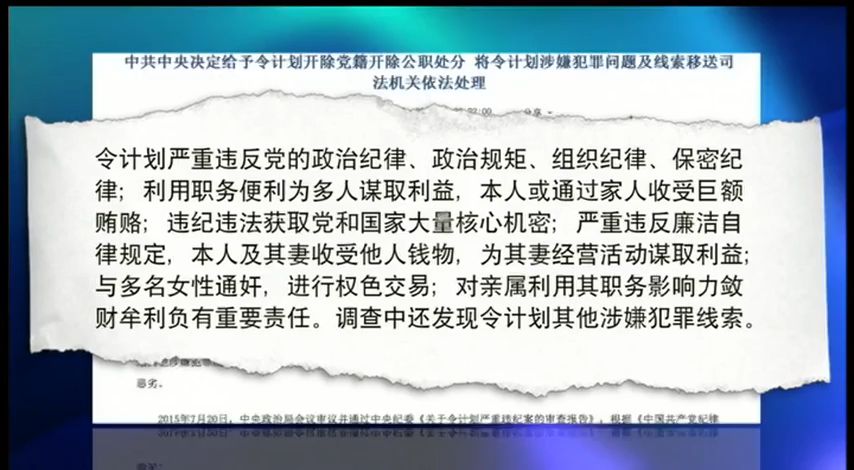 中共中央决定给予令计划开除党籍开除公职处分 将令计划涉嫌犯罪问题及线索移送司
法机关依法处理
分享
令计划严重违反党的政治纪律、政治规矩、组织纪律、保密纪
律；利用职务便利为多人谋取利益，本人或通过家人收受巨额
贿赂；违纪违法获取党和国家大量核心机密；严重违反廉洁自
律规定，本人及其妻收受他人钱物，为其妻经营活动谋取利益；
与多名女性通奸，进行权色交易；对亲属利用其职务影响力敛
财牟利负有重要责任。调查中还发现令计划其他涉嫌犯罪线索。
恶劣。
2015年7月20日，中央政治局会议审议并通过中央纪委《关于令计划严重违纪案的审查报告》，根据《中国共产党纪律